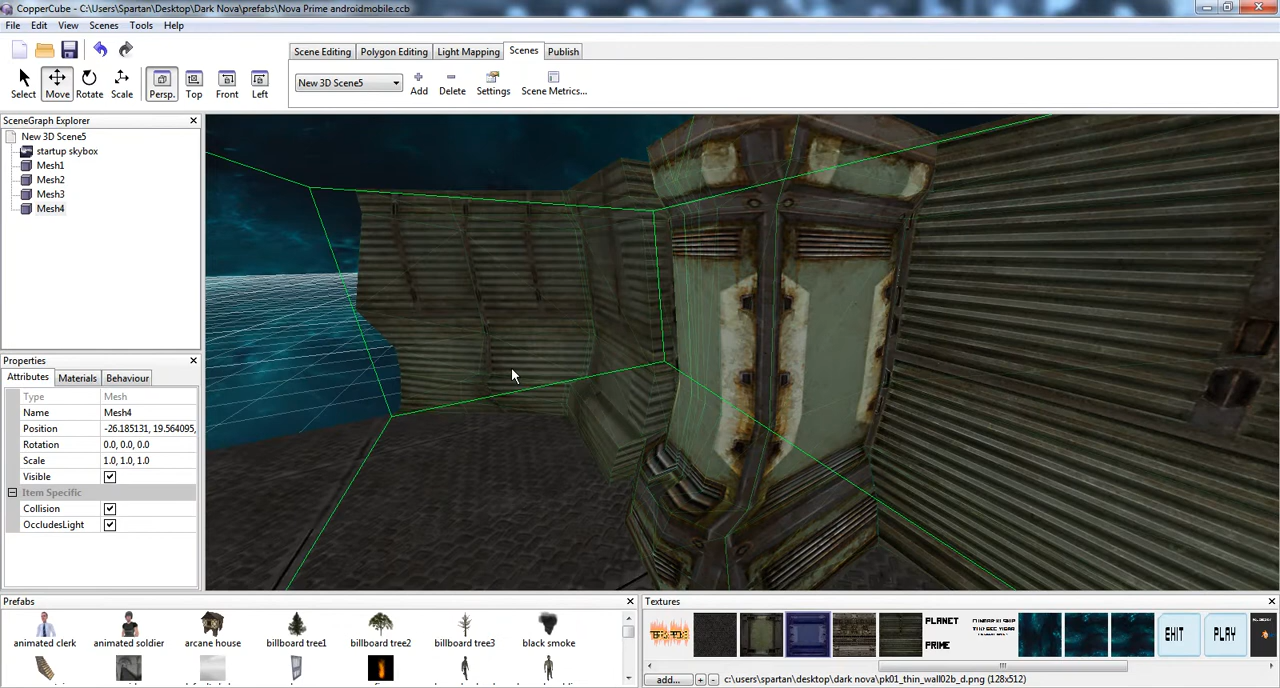 CopperCube - C:\Users\Spartan\Desktop\Dark Nova\prefabs\Nova Prime androidmobile.ccb
File Edit View Scenes Tools Help
Scene Editing Polygon Editing Light Mapping Scenes Publish
Select Move Rotate Scale Persp. Top Front Left
New 3D Scene5 Add Delete Settings Scene Metrics...
SceneGraph Explorer
New 3D Scene5
startup skybox
Mesh1
Mesh2
Mesh3
Mesh4
Properties
Attributes Materials Behaviour
Type Mesh
Name Mesh4
Position -26.185131, 19.564095,
Rotation 0.0, 0.0, 0.0
Scale 1.0, 1.0, 1.0
Visible
Item Specific
Collision
OccludesLight
Prefabs
animated clerk animated soldier arcane house billboard tree1 billboard tree2 billboard tree3 black smoke
Textures
PLANET
PRIME
EXIT PLAY
add... + - c:\users\spartan\desktop\dark nova\pk01_thin_wall02b_d.png (128x512)